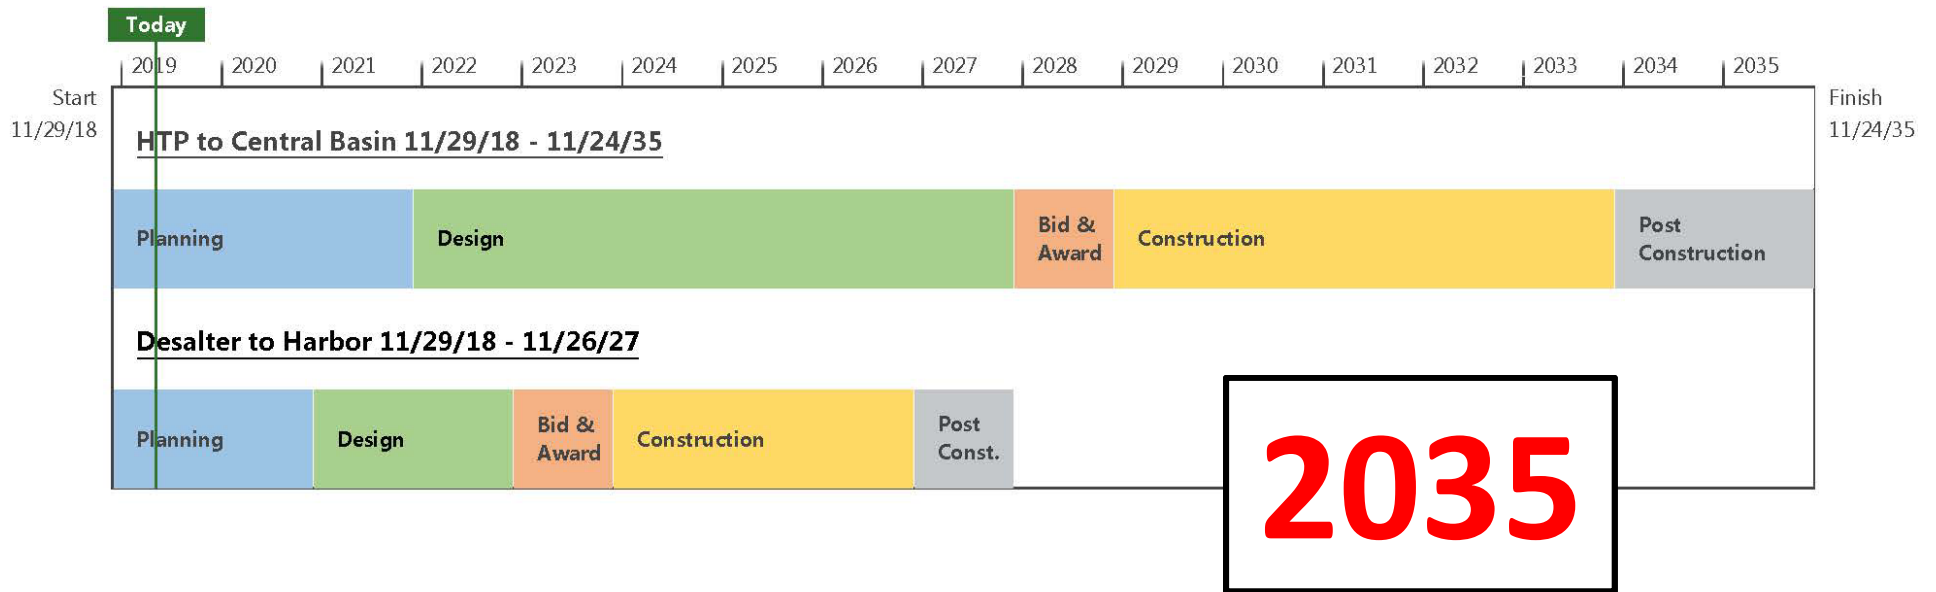 Today
2019 2020 2021 2022 2023 2024 2025 2026 2027 2028 2029 2030 2031 2032 2033 2034 2035
Start
11/29/18
Finish
11/24/35
HTP to Central Basin 11/29/18 - 11/24/35
Planning
Design
Bid &
Award
Construction
Post
Construction
Desalter to Harbor 11/29/18 - 11/26/27
Planning
Design
Bid &
Award
Construction
Post
Const.
2035